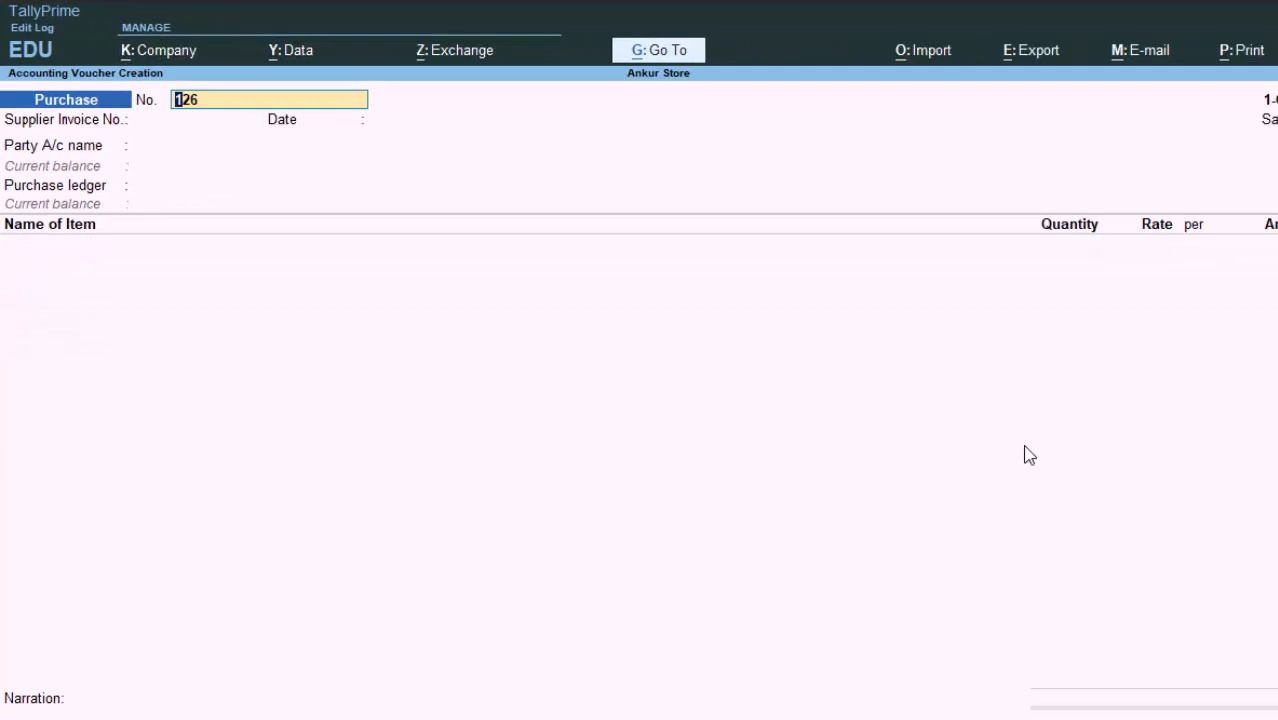 TallyPrime
Edit Log
MANAGE
EDU
K: Company
Y: Data
Z: Exchange
G: Go To
O: Import
E: Export
M: E-mail
P: Print
Accounting Voucher Creation
Ankur Store
Purchase No. 126
1-
Supplier Invoice No.: Date :
Sa
Party A/c name :
Current balance :
Purchase ledger :
Current balance :
Name of Item Quantity Rate per
Narration: